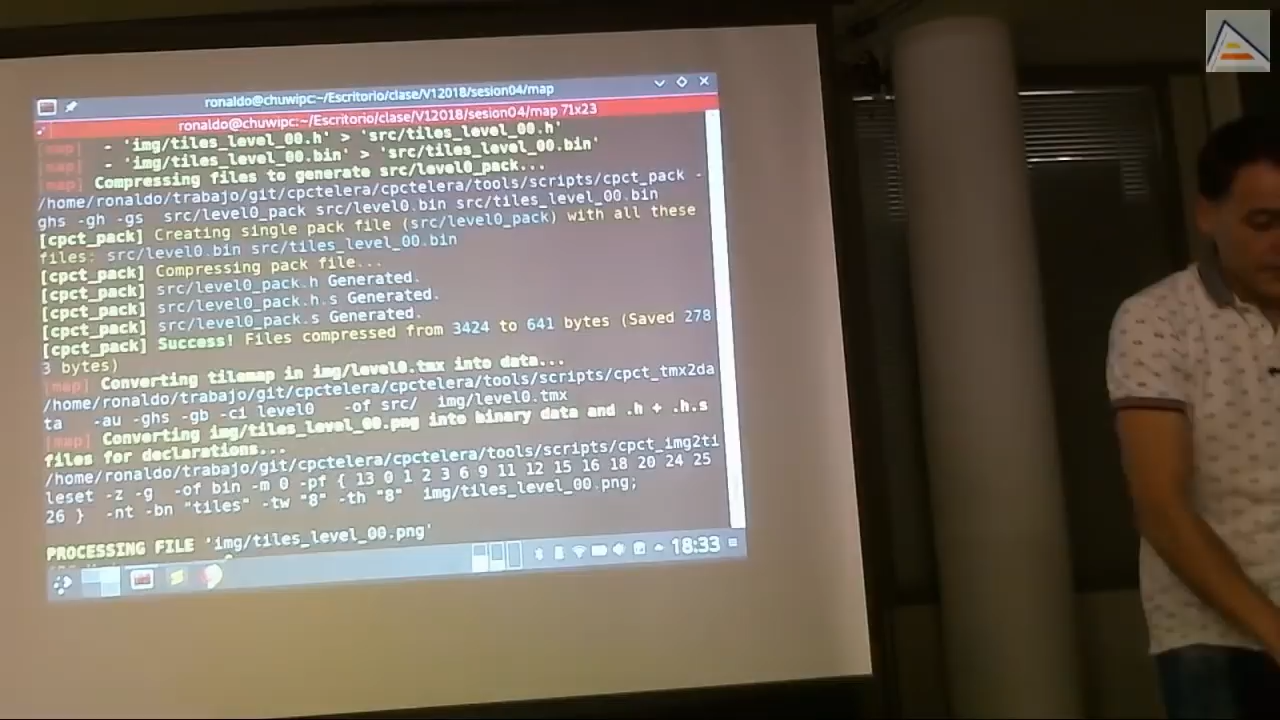 ronaldo@chuwipc:~/Escritorio/clase/V12018/sesion04/map
ronaldo@chuwipc:~/Escritorio/clase/V12018/sesion04/map 71x23
[map]   - 'img/tiles_level_00.h' > 'src/tiles_level_00.h'
[map]   - 'img/tiles_level_00.bin' > 'src/tiles_level_00.bin'
[map] Compressing files to generate src/level0_pack...
/home/ronaldo/trabajo/git/cpctelera/cpctelera/tools/scripts/cpct_pack -
ghs -gh -gs  src/level0_pack src/level0.bin src/tiles_level_00.bin
[cpct_pack] Creating single pack file (src/level0_pack) with all these
files: src/level0.bin src/tiles_level_00.bin
[cpct_pack] Compressing pack file...
[cpct_pack] src/level0_pack.h Generated.
[cpct_pack] src/level0_pack.h.s Generated.
[cpct_pack] src/level0_pack.s Generated.
[cpct_pack] Success! Files compressed from 3424 to 641 bytes (Saved 278
3 bytes)
[map] Converting tilemap in img/level0.tmx into data...
/home/ronaldo/trabajo/git/cpctelera/cpctelera/tools/scripts/cpct_tmx2da
ta   -au -ghs -gb -ci level0   -of src/  img/level0.tmx
[map] Converting img/tiles_level_00.png into binary data and .h + .h.s
files for declarations...
/home/ronaldo/trabajo/git/cpctelera/cpctelera/tools/scripts/cpct_img2ti
leset -z -g  -of bin -m 0 -pf { 13 0 1 2 3 6 9 11 12 15 16 18 20 24 25
26 }  -nt -bn "tiles" -tw "8" -th "8"  img/tiles_level_00.png;
PROCESSING FILE 'img/tiles_level_00.png'
18:33